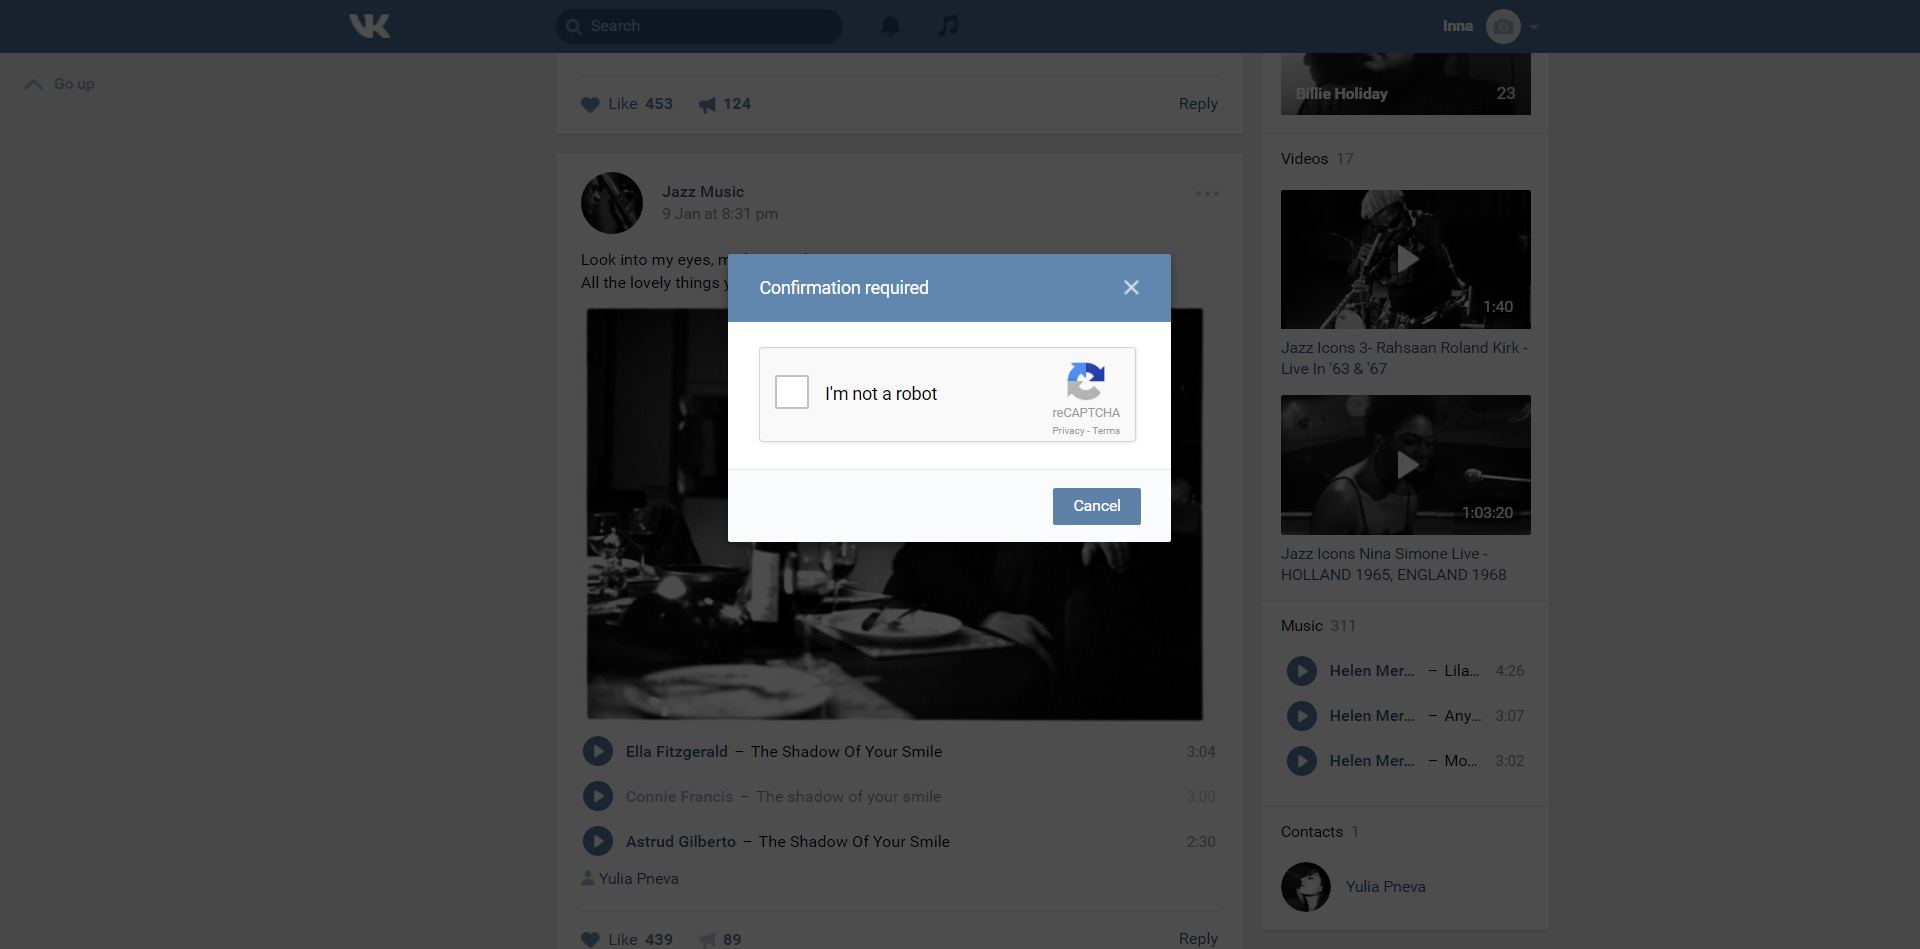 VK
Search
Inna
Go up
Like 453 124 Reply
Jazz Music
9 Jan at 8:31 pm
Look into my eyes,
All the lovely things
Confirmation required
I'm not a robot
reCAPTCHA
Privacy - Terms
Cancel
Ella Fitzgerald – The Shadow Of Your Smile 3:04
Connie Francis – The shadow of your smile 3:00
Astrud Gilberto – The Shadow Of Your Smile 2:30
Yulia Pneva
Like 439 89 Reply
Billie Holiday 23
Videos 17
1:40
Jazz Icons 3- Rahsaan Roland Kirk -
Live In '63 & '67
1:03:20
Jazz Icons Nina Simone Live -
HOLLAND 1965, ENGLAND 1968
Music 311
Helen Mer... – Lila... 4:26
Helen Mer... – Any... 3:07
Helen Mer... – Mo... 3:02
Contacts 1
Yulia Pneva